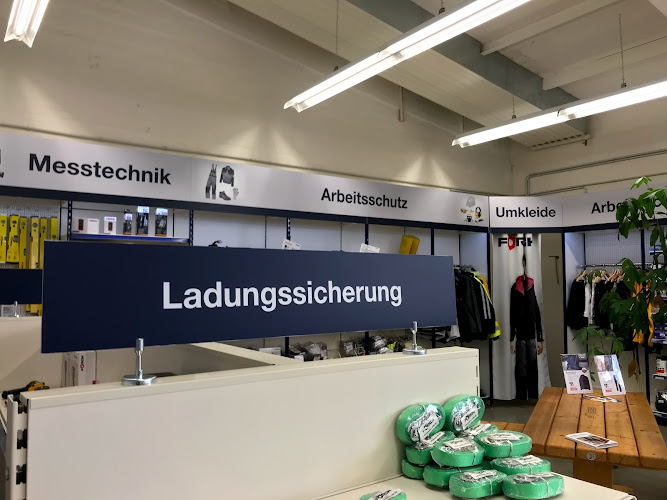 Messtechnik
Arbeitsschutz
Umkleide
Ladungssicherung